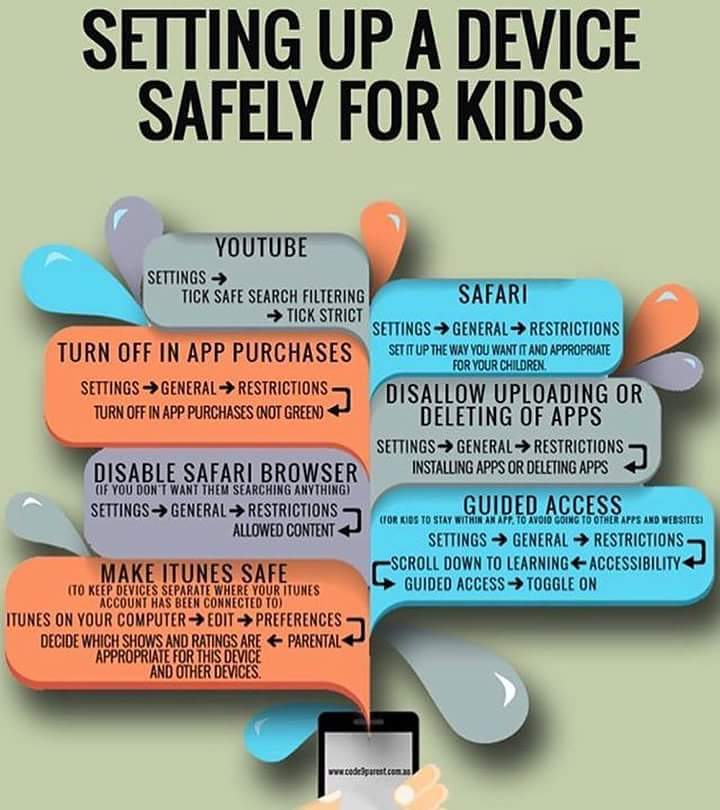 SETTING UP A DEVICE
SAFELY FOR KIDS
YOUTUBE
SETTINGS →
TICK SAFE SEARCH FILTERING
→ TICK STRICT
SAFARI
SETTINGS → GENERAL → RESTRICTIONS
SET IT UP THE WAY YOU WANT IT AND APPROPRIATE
FOR YOUR CHILDREN.
TURN OFF IN APP PURCHASES
SETTINGS → GENERAL → RESTRICTIONS
TURN OFF IN APP PURCHASES (NOT GREEN)
DISALLOW UPLOADING OR
DELETING OF APPS
SETTINGS → GENERAL → RESTRICTIONS
INSTALLING APPS OR DELETING APPS
DISABLE SAFARI BROWSER
(IF YOU DON'T WANT THEM SEARCHING ANYTHING)
SETTINGS → GENERAL → RESTRICTIONS
ALLOWED CONTENT
GUIDED ACCESS
(FOR KIDS TO STAY WITHIN AN APP, TO AVOID GOING TO OTHER APPS AND WEBSITES)
SETTINGS → GENERAL → RESTRICTIONS
SCROLL DOWN TO LEARNING ← ACCESSIBILITY
GUIDED ACCESS → TOGGLE ON
MAKE ITUNES SAFE
(TO KEEP DEVICES SEPARATE WHERE YOUR ITUNES
ACCOUNT HAS BEEN CONNECTED TO)
ITUNES ON YOUR COMPUTER → EDIT → PREFERENCES
DECIDE WHICH SHOWS AND RATINGS ARE ← PARENTAL
APPROPRIATE FOR THIS DEVICE
AND OTHER DEVICES.
www.code9parent.com.au